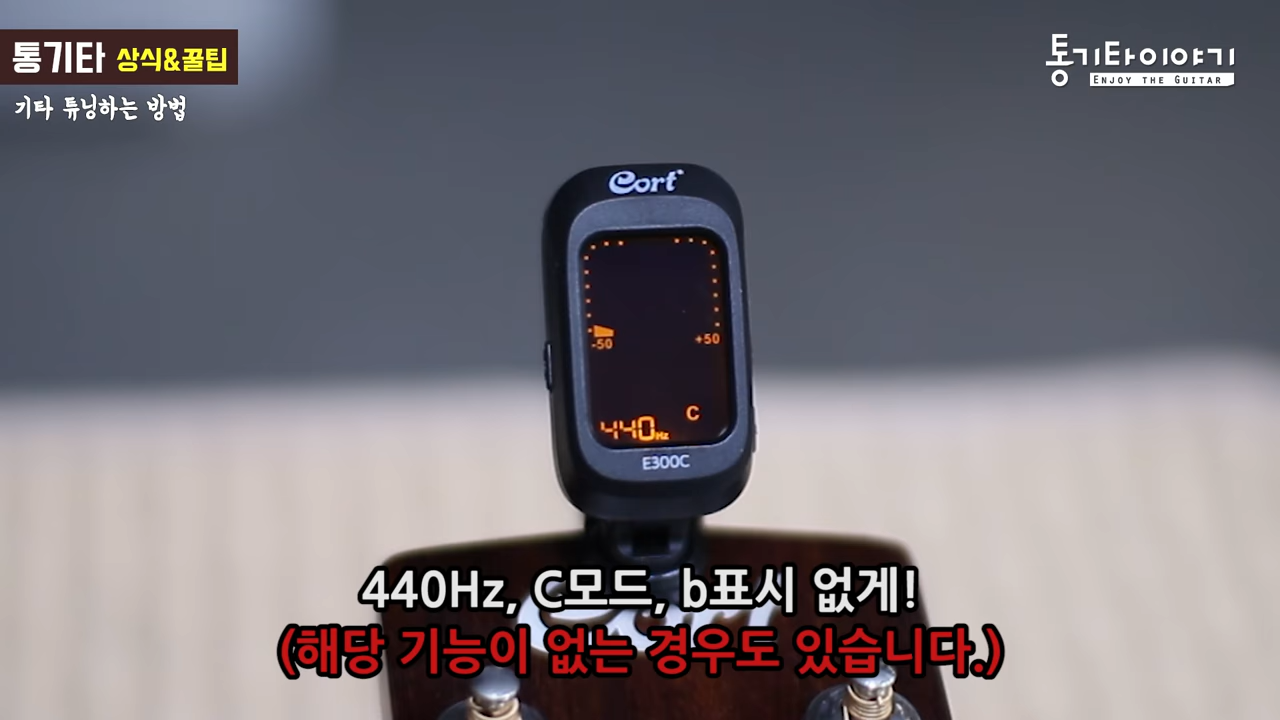 통기타 상식&꿀팁
기타 튜닝하는 방법
통기타이야기
ENJOY THE GUITAR
Cort
-50
+50
C
440Hz
E300C
440Hz, C모드, b표시 없게!
(해당 기능이 없는 경우도 있습니다.)